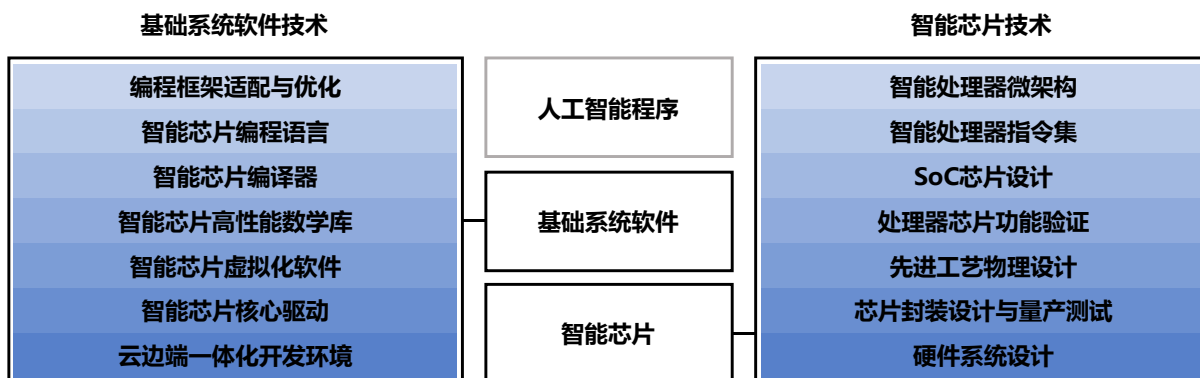 基础系统软件技术
编程框架适配与优化
智能芯片编程语言
智能芯片编译器
智能芯片高性能数学库
智能芯片虚拟化软件
智能芯片核心驱动
云边端一体化开发环境
人工智能程序
基础系统软件
智能芯片
智能芯片技术
智能处理器微架构
智能处理器指令集
SoC芯片设计
处理器芯片功能验证
先进工艺物理设计
芯片封装设计与量产测试
硬件系统设计